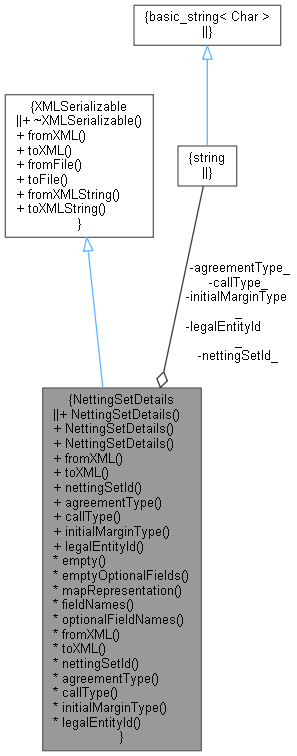 {basic_string< Char >
||}
{XMLSerializable
||+ ~XMLSerializable()
+ fromXML()
+ toXML()
+ fromFile()
+ toFile()
+ fromXMLString()
+ toXMLString()
}
{string
||}
-agreementType_
-callType_
-initialMarginType
_
-legalEntityId
_
-nettingSetId_
{NettingSetDetails
||+ NettingSetDetails()
+ NettingSetDetails()
+ NettingSetDetails()
+ fromXML()
+ toXML()
+ nettingSetId()
+ agreementType()
+ callType()
+ initialMarginType()
+ legalEntityId()
* empty()
* emptyOptionalFields()
* mapRepresentation()
* fieldNames()
* optionalFieldNames()
* fromXML()
* toXML()
* nettingSetId()
* agreementType()
* callType()
* initialMarginType()
* legalEntityId()
}